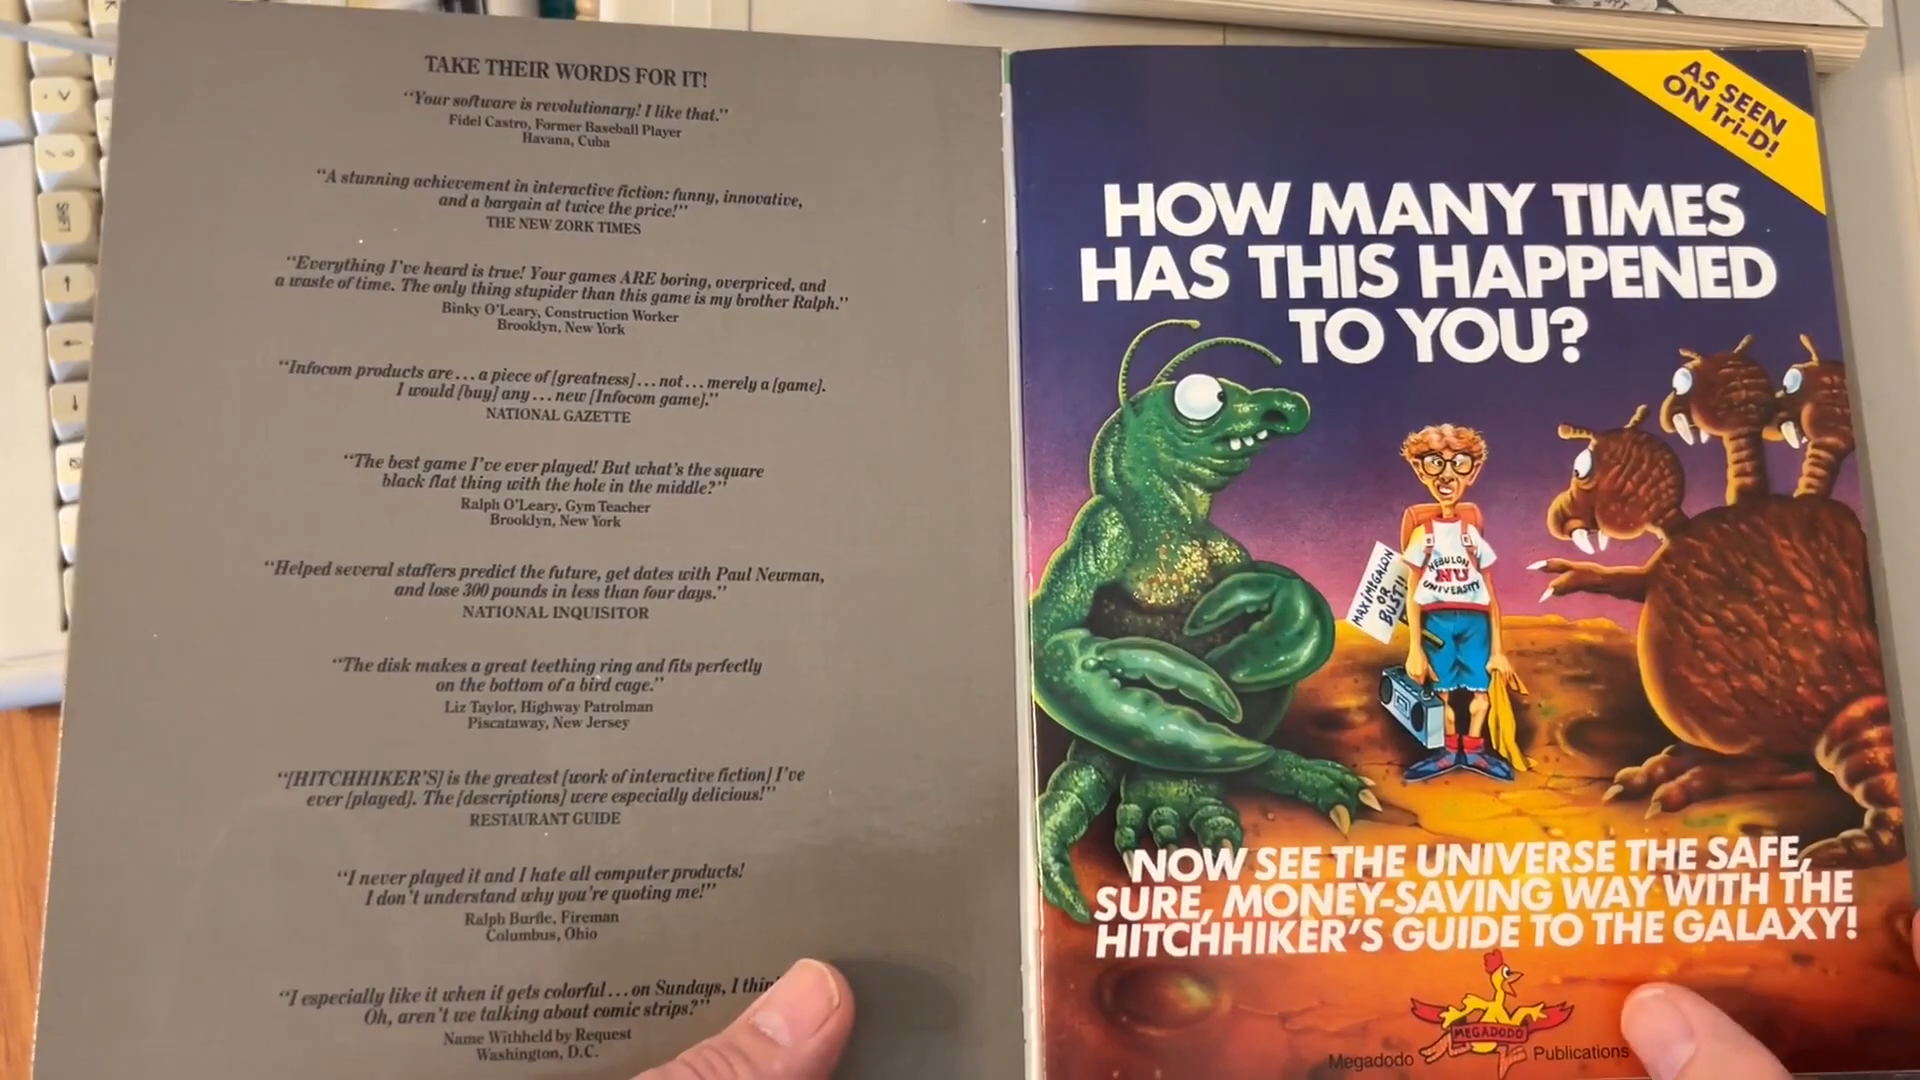 TAKE THEIR WORDS FOR IT!
"Your software is revolutionary! I like that."
Fidel Castro, Former Baseball Player
Havana, Cuba
"A stunning achievement in interactive fiction: funny, innovative,
and a bargain at twice the price!"
THE NEW ZORK TIMES
"Everything I've heard is true! Your games ARE boring, overpriced, and
a waste of time. The only thing stupider than this game is my brother Ralph."
Binky O'Leary, Construction Worker
Brooklyn, New York
"Infocom products are...a piece of [greatness]...not...merely a [game].
I would [buy] any...new [Infocom game]."
NATIONAL GAZETTE
"The best game I've ever played! But what's the square
black flat thing with the hole in the middle?"
Ralph O'Leary, Gym Teacher
Brooklyn, New York
"Helped several staffers predict the future, get dates with Paul Newman,
and lose 300 pounds in less than four days."
NATIONAL INQUISITOR
"The disk makes a great teething ring and fits perfectly
on the bottom of a bird cage."
Liz Taylor, Highway Patrolman
Piscataway, New Jersey
"[HITCHHIKER'S] is the greatest [work of interactive fiction] I've
ever [played]. The [descriptions] were especially delicious!"
RESTAURANT GUIDE
"I never played it and I hate all computer products!
I don't understand why you're quoting me!"
Ralph Burfle, Fireman
Columbus, Ohio
"I especially like it when it gets colorful...on Sundays, I
Oh, aren't we talking about comic strips?"
Name Withheld by Request
Washington, D.C.
AS SEEN
ON Tri-D!
HOW MANY TIMES
HAS THIS HAPPENED
TO YOU?
MAXIMEGALON
OR
BUST!!
NEBULON
NU
UNIVERSITY
NOW SEE THE UNIVERSE THE SAFE,
SURE, MONEY-SAVING WAY WITH THE
HITCHHIKER'S GUIDE TO THE GALAXY!
MEGADODO
Megadodo Publications